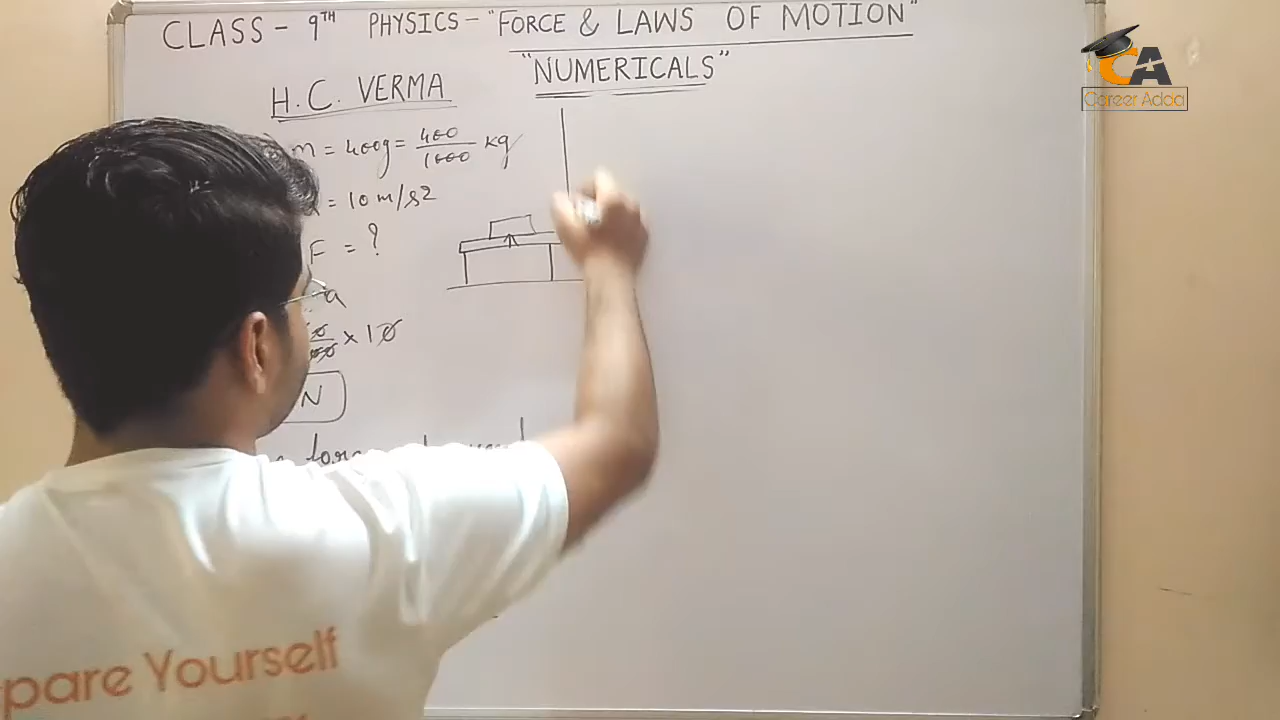 CLASS - 9TH PHYSICS - "FORCE & LAWS OF MOTION"
"NUMERICALS"
H.C. VERMA
m = 400g = 400/1000 kg
= 10 m/s2
F = ?
a
x 10
N
CA
Career Adda
pare Yourself